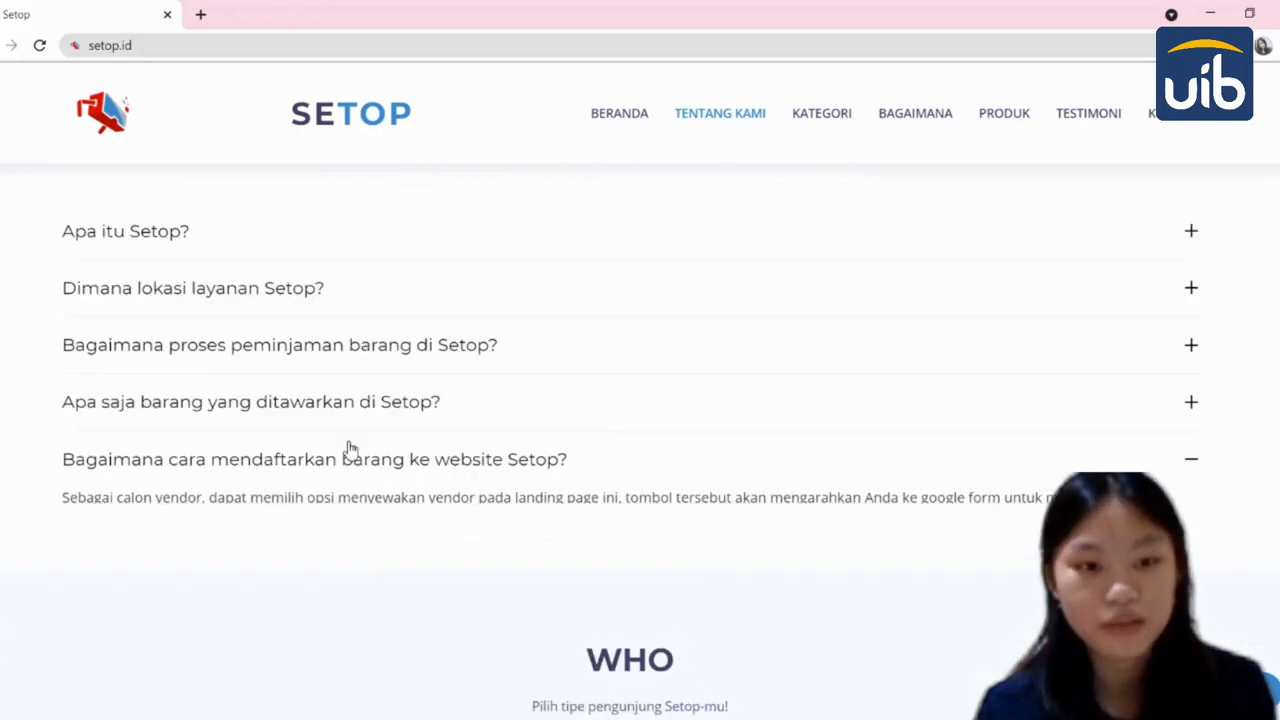 Setop
setop.id
SETOP
BERANDA
TENTANG KAMI
KATEGORI
BAGAIMANA
PRODUK
TESTIMONI
uib
Apa itu Setop?
Dimana lokasi layanan Setop?
Bagaimana proses peminjaman barang di Setop?
Apa saja barang yang ditawarkan di Setop?
Bagaimana cara mendaftarkan barang ke website Setop?
Sebagai calon vendor, dapat memilih opsi menyewakan vendor pada landing page ini, tombol tersebut akan mengarahkan Anda ke google form untuk
WHO
Pilih tipe pengunjung Setop-mu!